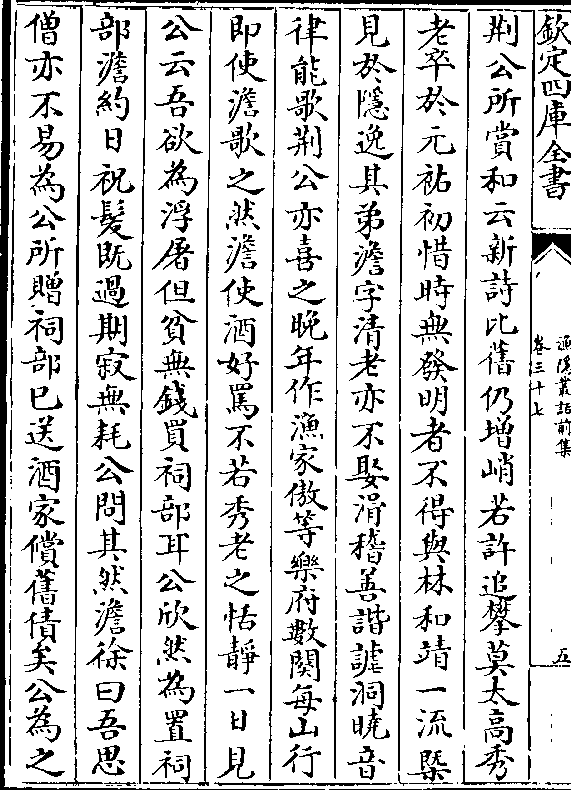 欽定四庫全書
漁隱叢話前集
卷三十七
五
荆公所賞和云新詩比舊仍增峭若許追攀莫太高秀
老卒於元祐初惜時無發明者不得與林和靖一流槩
見於隱逸其弟澹字清老亦不娶滑稽善諧謔洞曉音
律能歌荆公亦喜之晚年作漁家傲等樂府數闋每山行
即使澹歌之然澹使酒好罵不若秀老之恬靜一日見
公云吾欲為浮屠但貧無錢買祠部耳公欣然為置祠
部澹約日祝髮既過期寂無耗公問其然澹徐曰吾思
僧亦不易為公所贈祠部已送酒家償舊債矣公為之